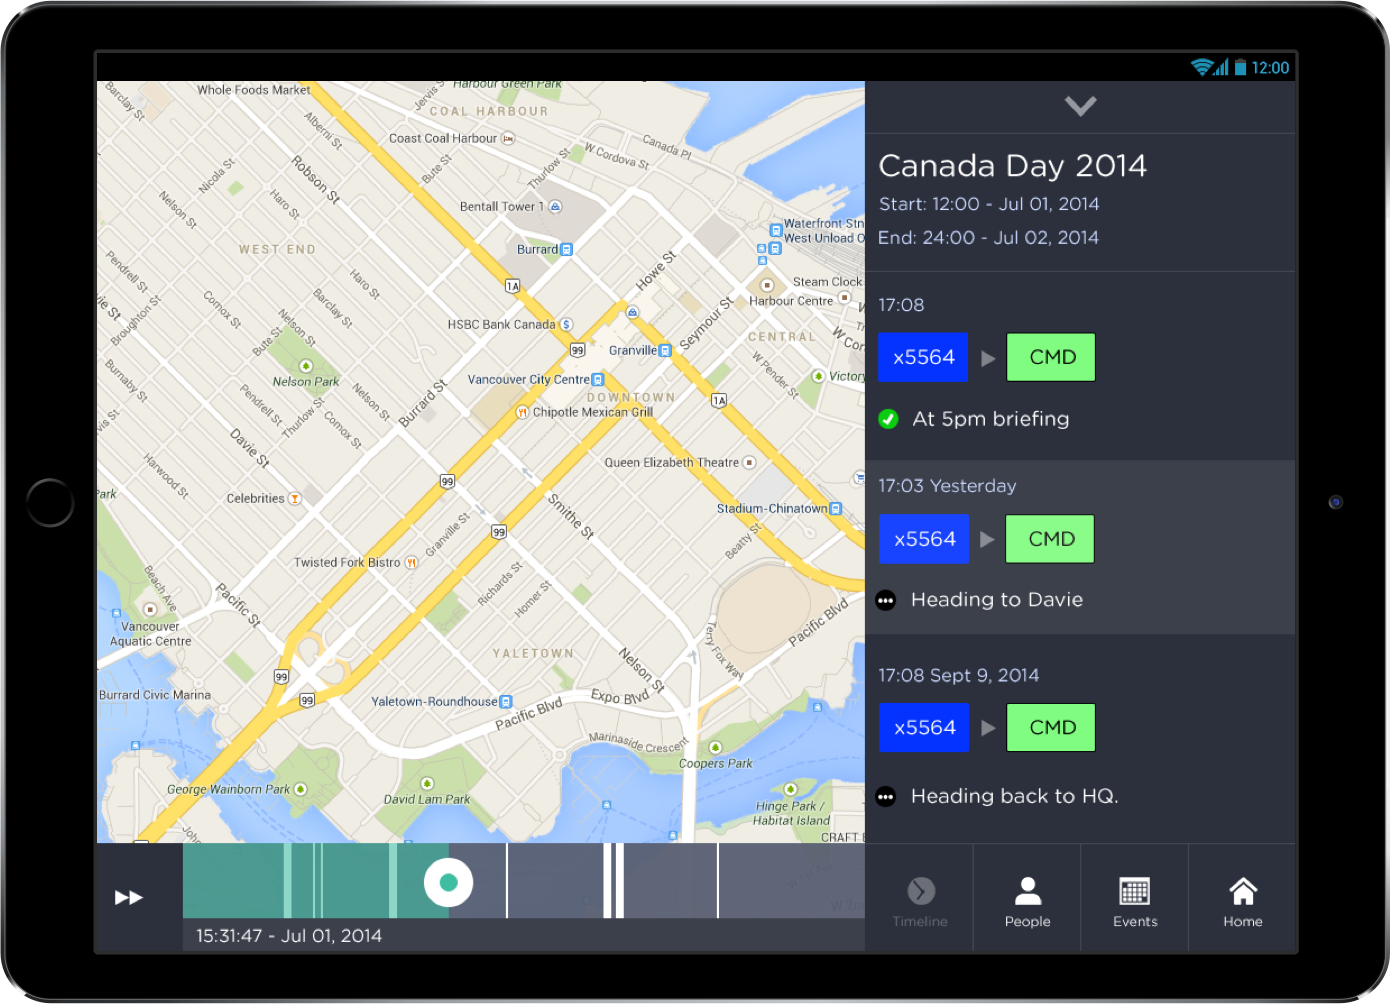 12:00
Whole Foods Market
Harbour Green Park
Barclay St
Jervis St
COAL HARBOUR
Alberni St
Coast Coal Harbour
Canada Pl
Robson St
Bute St
W Cordova St
Thurlow St
Nicola St
Haro St
Nelson St
Bentall Tower 1
Waterfront Stn
West Unload O
WEST END
Burrard
Howe St
Pendrell St
Haro St
1A
Steam Clock
Harbour Centre
Davie St
Broughton St
Comox St
Barclay St
Nelson St
Seymour St
HSBC Bank Canada
$
CENTRAL
W Cor
Bute St
99
Granville
W Pender St
Nelson Park
Vancouver City Centre
Victory
Burnaby St
Pendrell St
Nelson St
Burrard St
DOWNTOWN
1A
Thurlow St
Comox St
Chipotle Mexican Grill
Davie St
Harwood St
Queen Elizabeth Theatre
99
Park
Celebrities
Smithe St
Stadium-Chinatown
Granville St
99
Beatty St
Twisted Fork Bistro
Richards St
Homer St
Beach Ave
Pacific St
Vancouver
Aquatic Centre
Pacific Blvd
Terry Fox Way
YALETOWN
Nelson St
99
Burrard Civic Marina
99
Yaletown-Roundhouse
Expo Blvd
Pacific Blvd
Marinaside Crescent
Coopers Park
George Wainborn Park
David Lam Park
Hinge Park /
Habitat Island
CRAFT
15:31:47 - Jul 01, 2014
Canada Day 2014
Start: 12:00 - Jul 01, 2014
End: 24:00 - Jul 02, 2014
17:08
x5564 CMD
At 5pm briefing
17:03 Yesterday
x5564 CMD
Heading to Davie
17:08 Sept 9, 2014
x5564 CMD
Heading back to HQ.
Timeline People Events Home